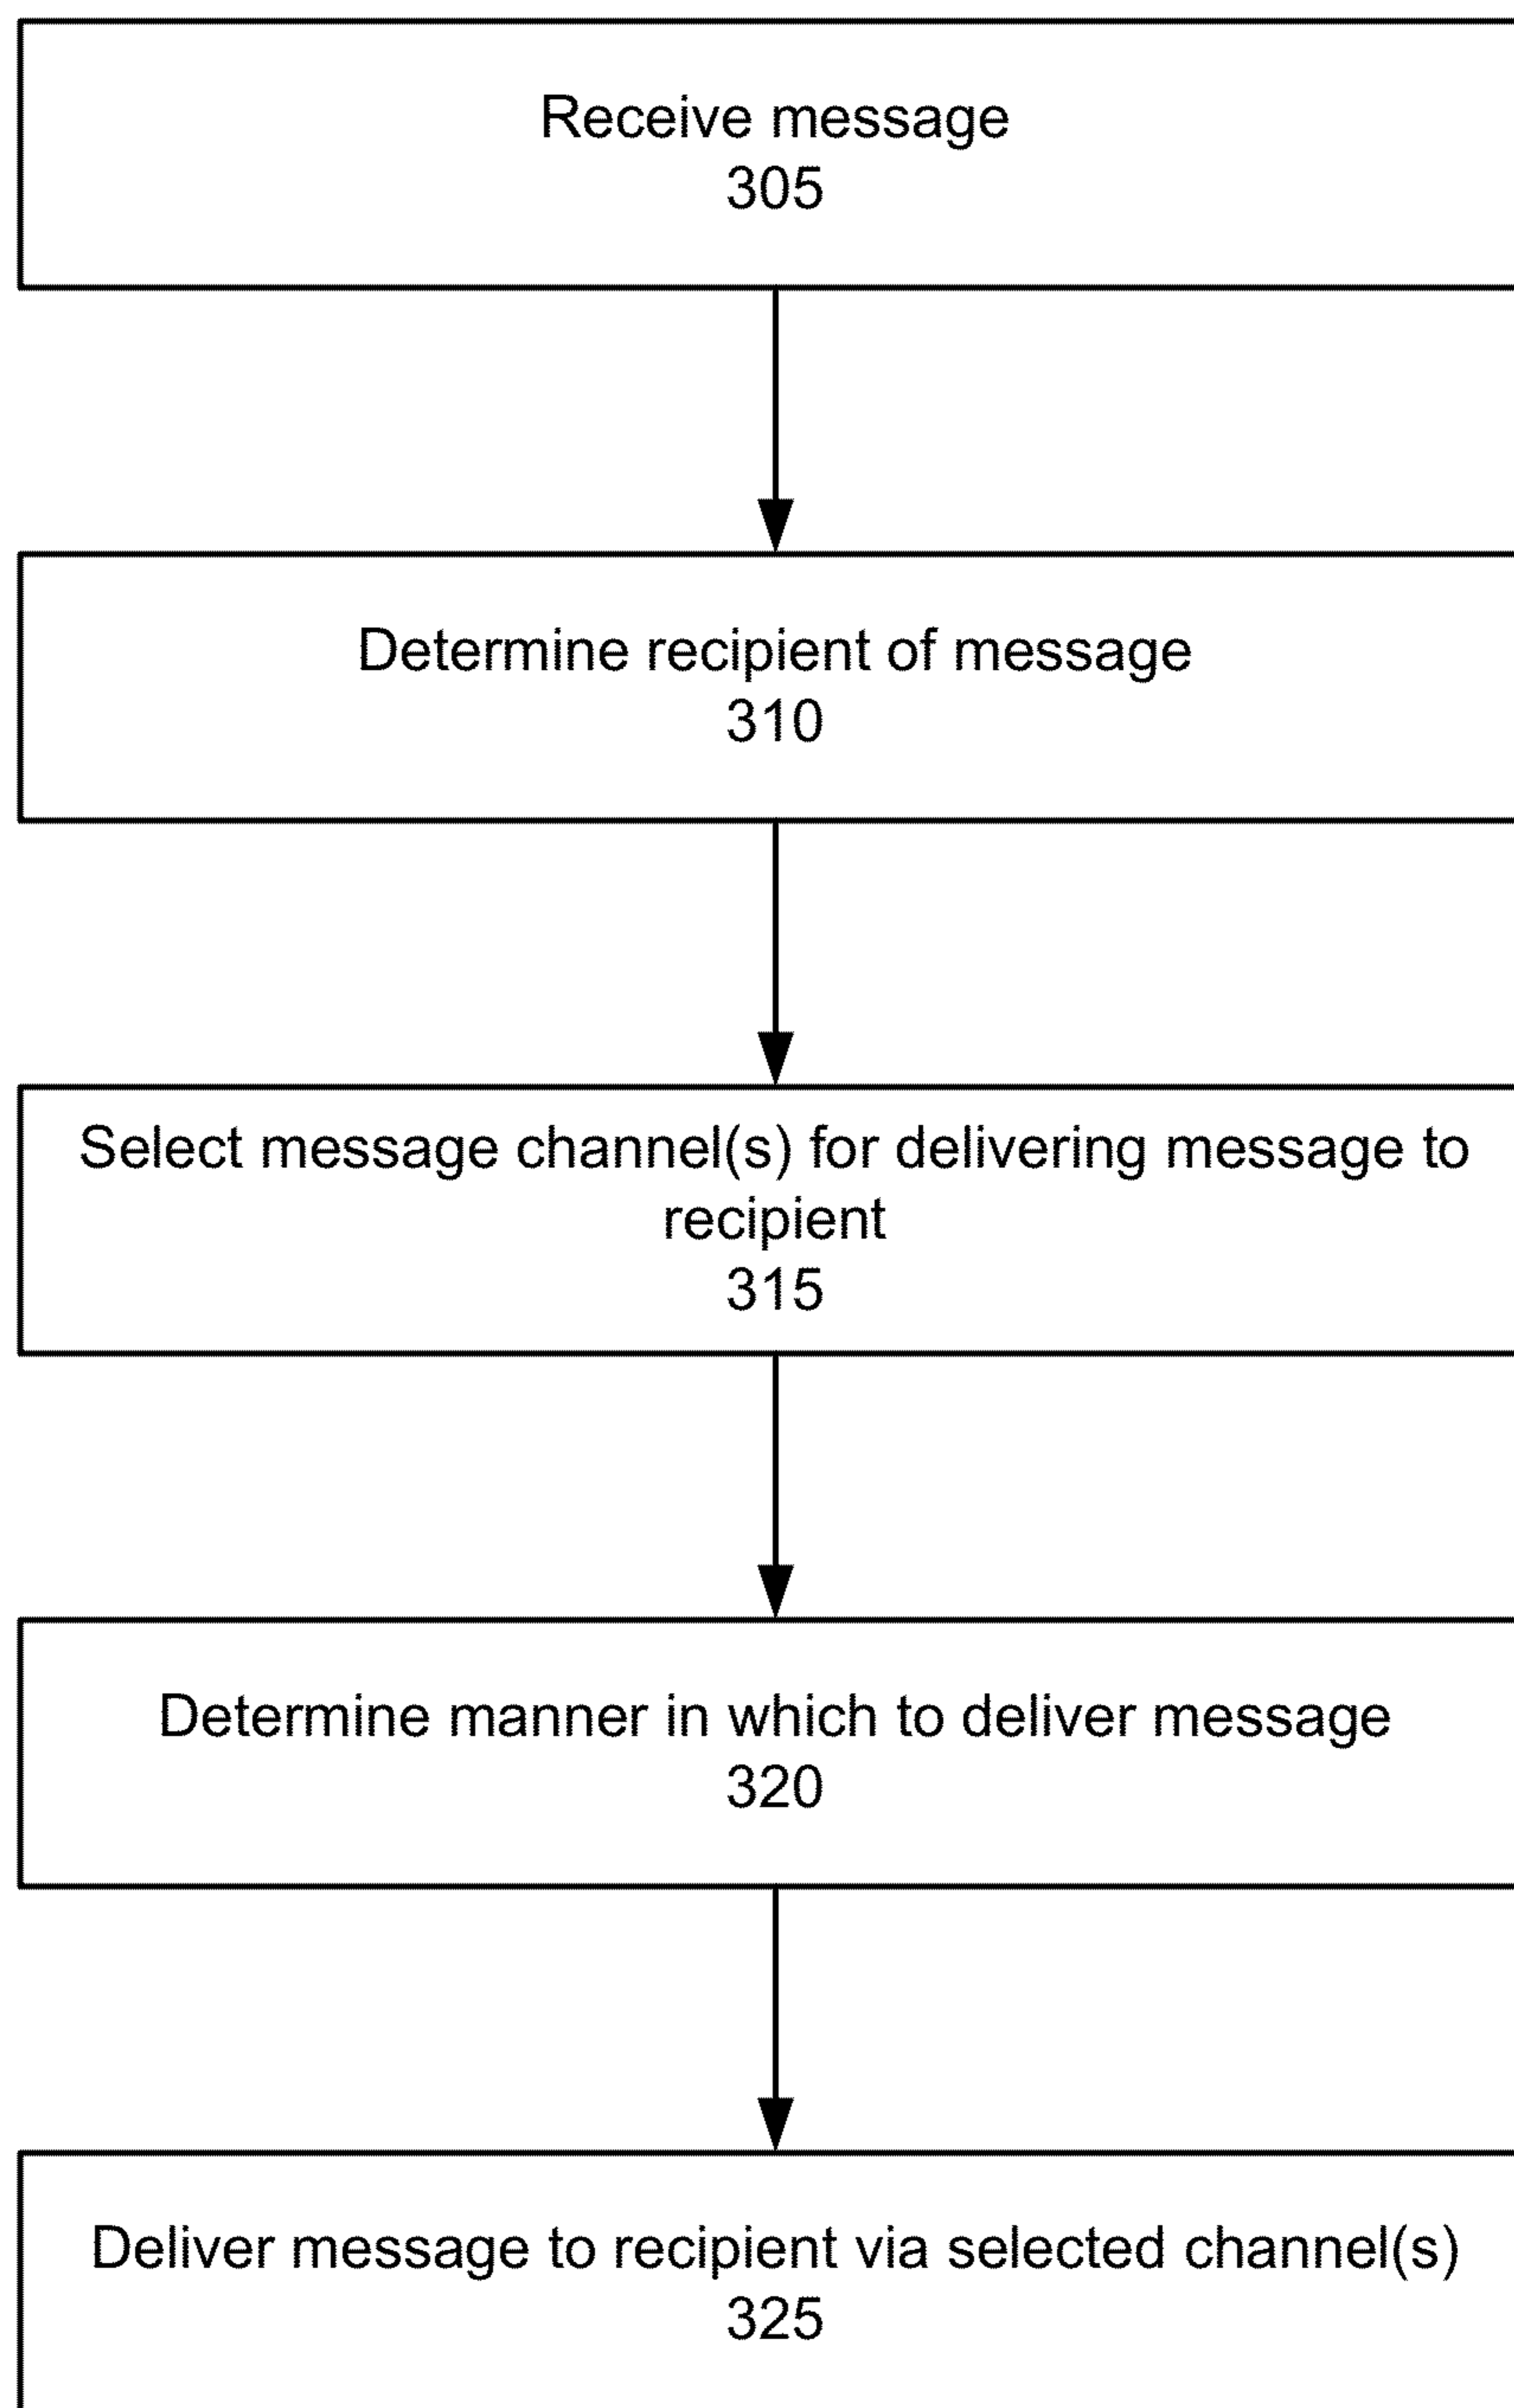 Receive message
305
Determine recipient of message
310
Select message channel(s) for delivering message to
recipient
315
Determine manner in which to deliver message
320
Deliver message to recipient via selected channel(s)
325